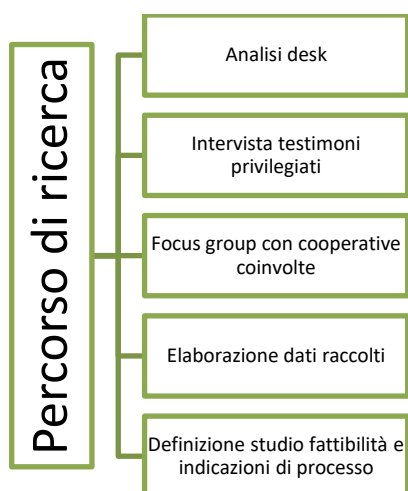 Percorso di ricerca
Analisi desk
Intervista testimoni
privilegiati
Focus group con cooperative
coinvolte
Elaborazione dati raccolti
Definizione studio fattibilità e
indicazioni di processo